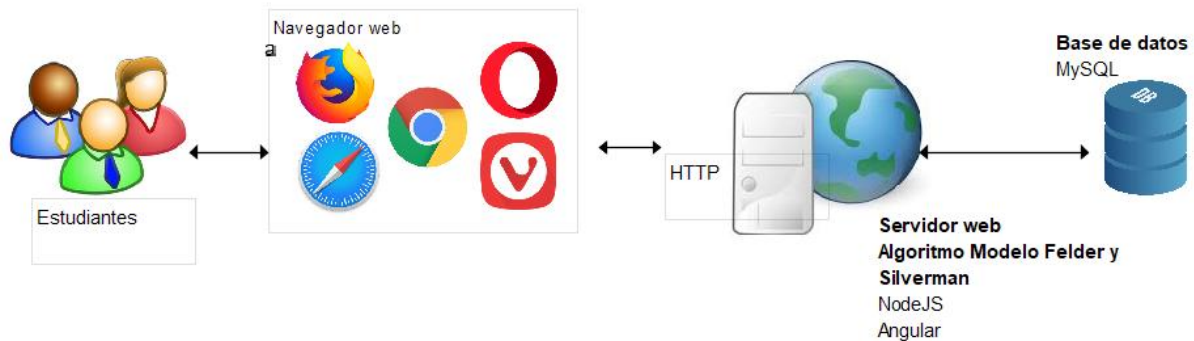 Navegador web
a
Estudiantes
HTTP
Servidor web
Algoritmo Modelo Felder y
Silverman
NodeJS
Angular
Base de datos
MySQL
DB